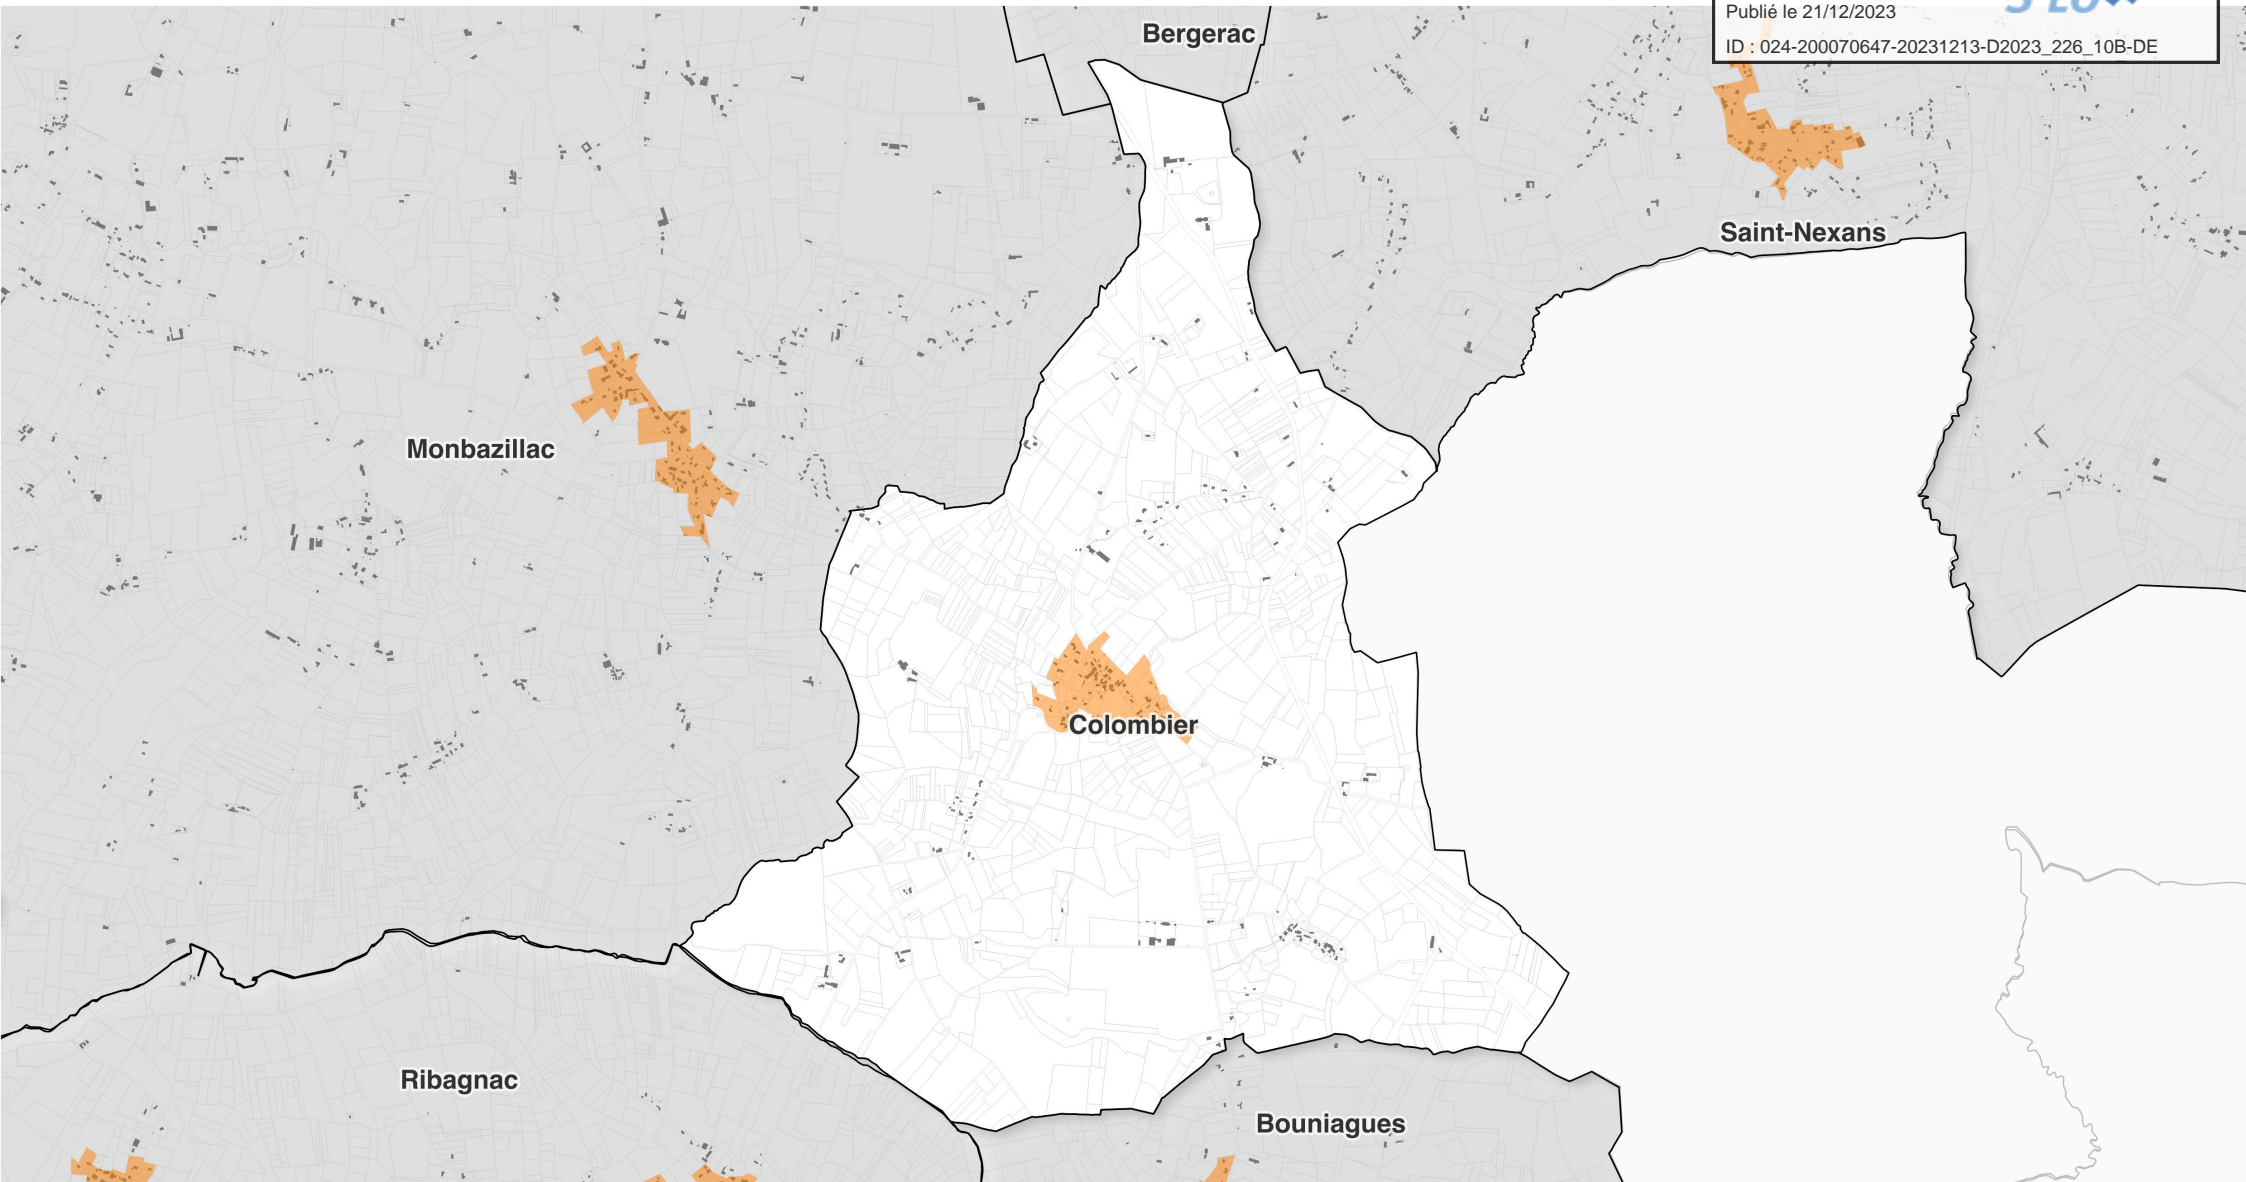 Bergerac
Publié le 21/12/2023
ID : 024-200070647-20231213-D2023_226_10B-DE
Saint-Nexans
Monbazillac
Colombier
Ribagnac
Bouniagues